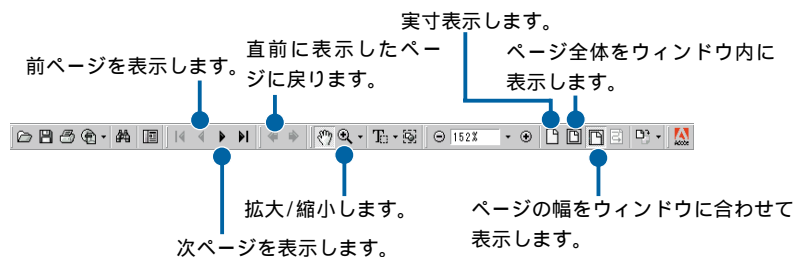 実寸表示します。
直前に表示したペー
ジに戻ります。
ページ全体をウィンドウ内に
表示します。
前ページを表示します。
152%
Adobe
拡大/縮小します。
ページの幅をウィンドウに合わせて
表示します。
次ページを表示します。